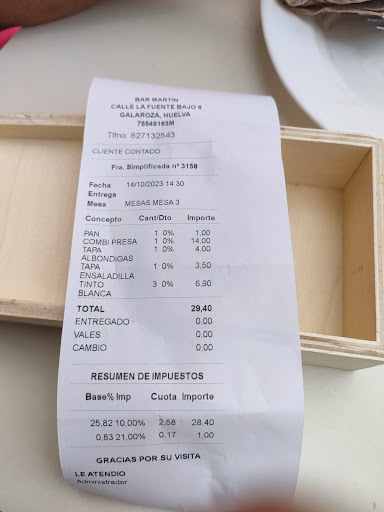 BAR MARTIN
CALLE LA FUENTE BAJO 6
GALAROZA, HUELVA
75549183M
Tlfno. 627132543
CLIENTE CONTADO
Fra. Simplificada nº 3158
Fecha 14/10/2023 14:30
Entrega
Mesa MESAS MESA 3
Concepto Cant/Dto Importe
PAN 1 0% 1,00
COMBI PRESA 1 0% 14,00
TAPA 1 0% 4,00
ALBONDIGAS
TAPA 1 0% 3,50
ENSALADILLA
TINTO 3 0% 6,90
BLANCA
TOTAL 29,40
ENTREGADO 0,00
VALES 0,00
CAMBIO 0,00
RESUMEN DE IMPUESTOS
Base% Imp Cuota Importe
25,82 10,00% 2,58 28,40
0,83 21,00% 0,17 1,00
GRACIAS POR SU VISITA
LE ATENDIO
Administrador